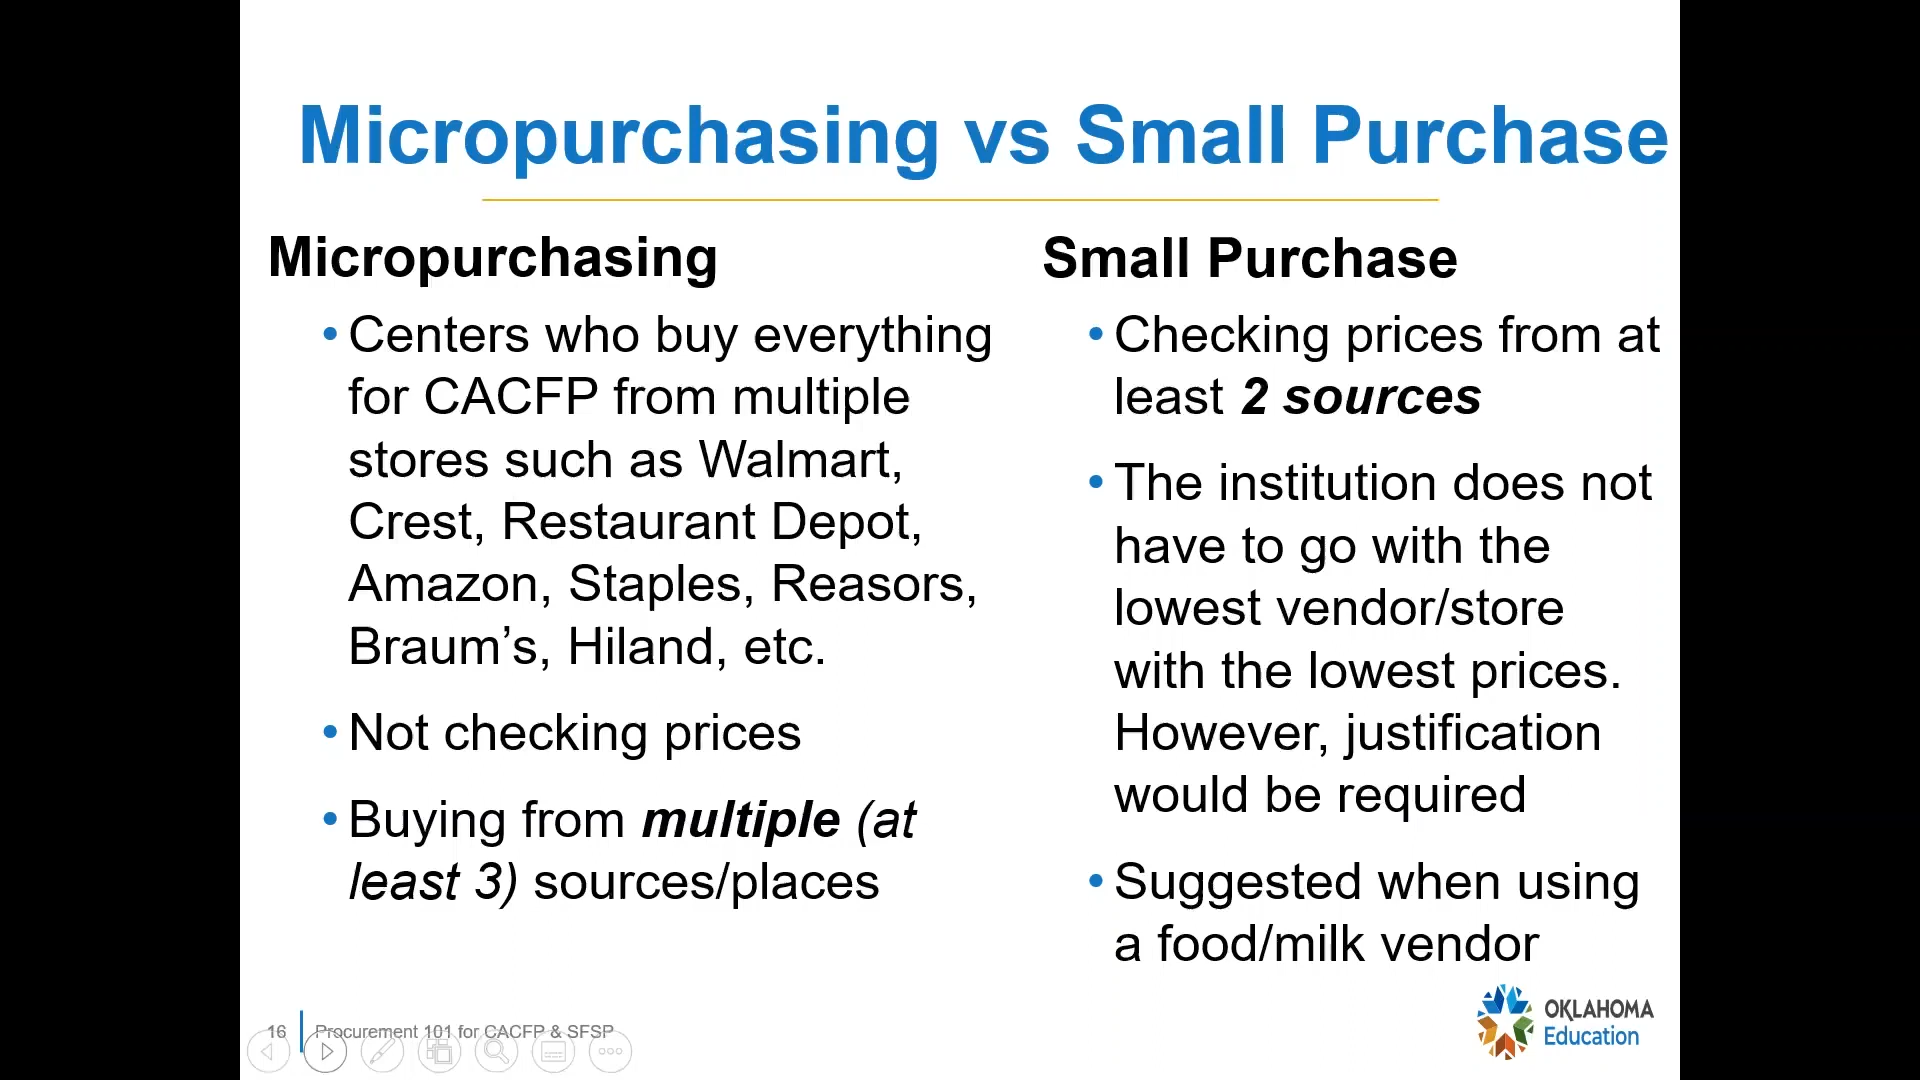 Micropurchasing vs Small Purchase
Micropurchasing
• Centers who buy everything
for CACFP from multiple
stores such as Walmart,
Crest, Restaurant Depot,
Amazon, Staples, Reasors,
Braum’s, Hiland, etc.
• Not checking prices
• Buying from multiple (at
least 3) sources/places
Small Purchase
• Checking prices from at
least 2 sources
• The institution does not
have to go with the
lowest vendor/store
with the lowest prices.
However, justification
would be required
• Suggested when using
a food/milk vendor
16
Procurement 101 for CACFP & SFSP
OKLAHOMA
Education